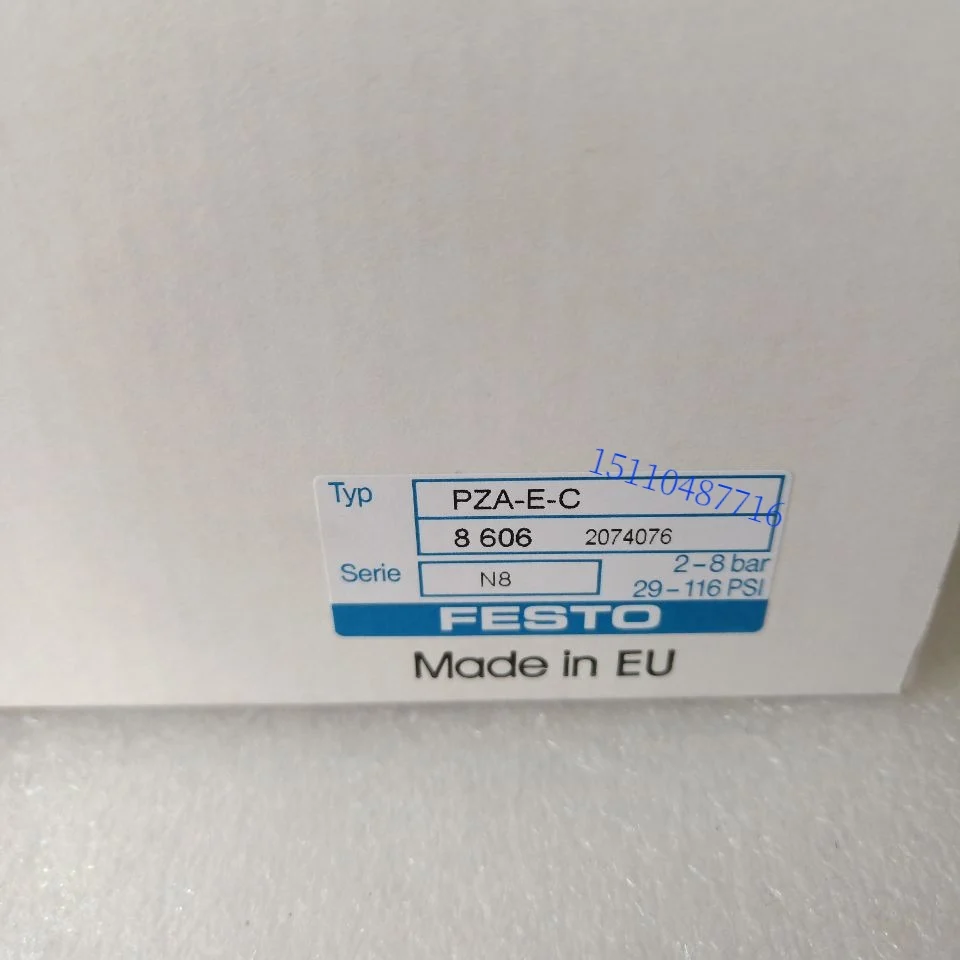 15110487716
Typ PZA-E-C
8 606 2074076
Serie N8 2-8 bar
29-116 PSI
FESTO
Made in EU